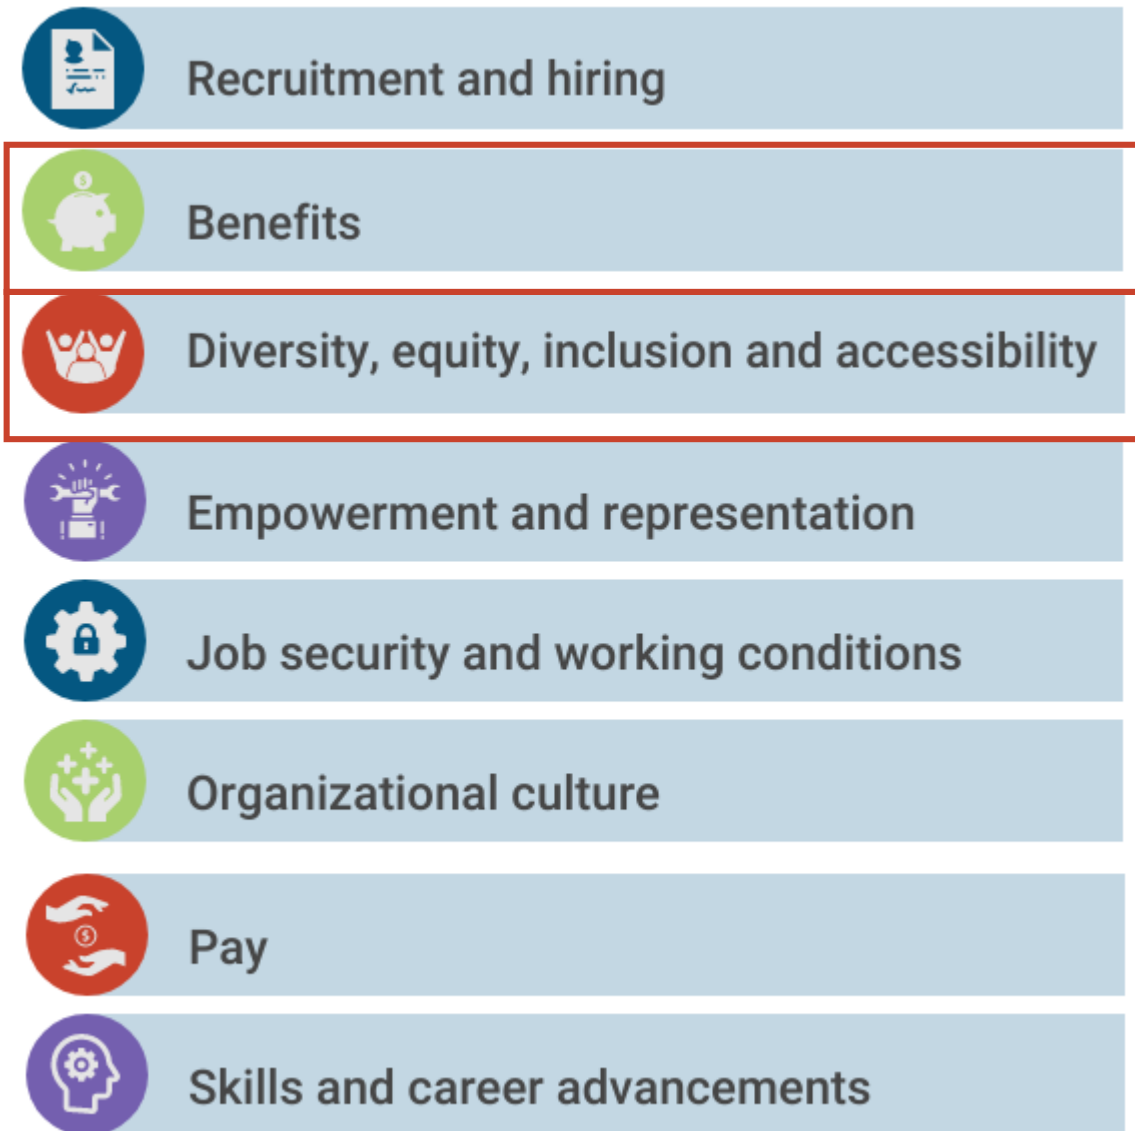 Recruitment and hiring
Benefits
Diversity, equity, inclusion and accessibility
Empowerment and representation
Job security and working conditions
Organizational culture
Pay
Skills and career advancements